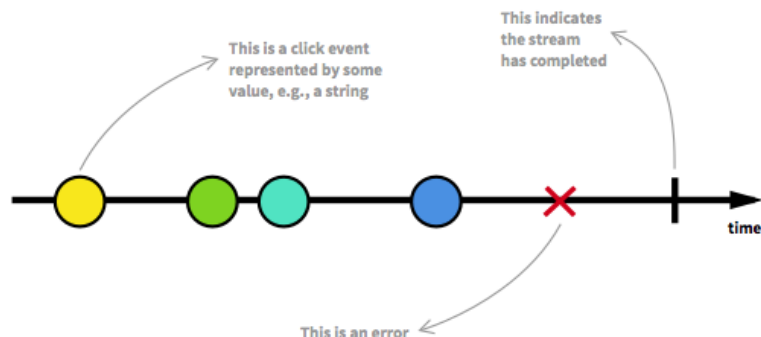 This is a click event
represented by some
value, e.g., a string
This indicates
the stream
has completed
time
This is an error